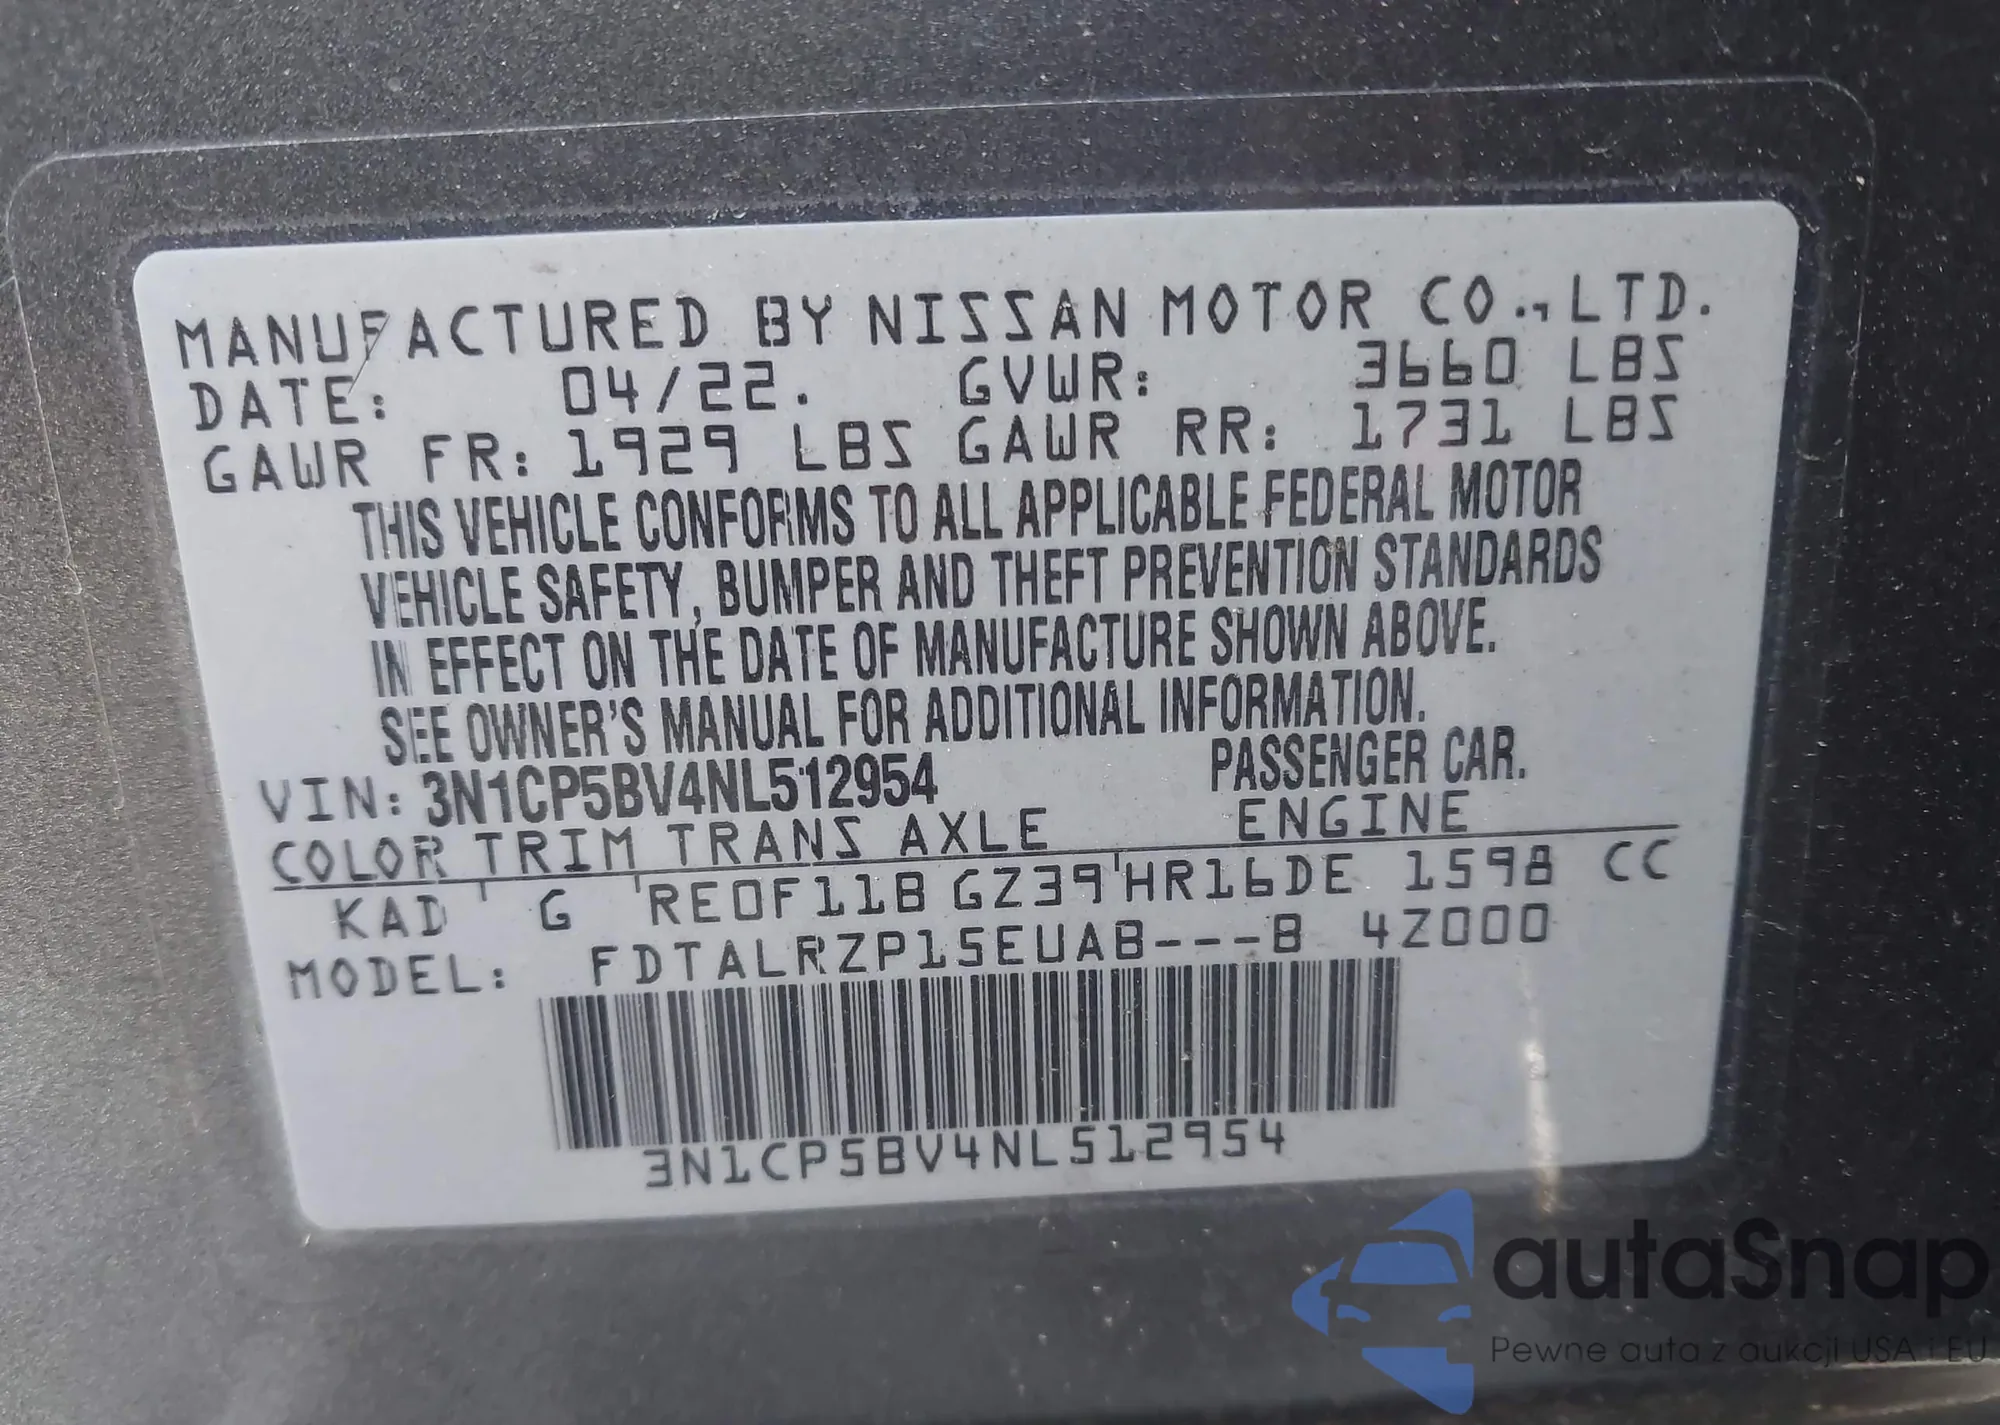 MANUFACTURED BY NISSAN MOTOR CO., LTD.
DATE: 04/22. GVWR: 3660 LBS
GAWR FR: 1929 LBS GAWR RR: 1731 LBS
THIS VEHICLE CONFORMS TO ALL APPLICABLE FEDERAL MOTOR
VEHICLE SAFETY, BUMPER AND THEFT PREVENTION STANDARDS
IN EFFECT ON THE DATE OF MANUFACTURE SHOWN ABOVE.
SEE OWNER'S MANUAL FOR ADDITIONAL INFORMATION.
VIN: 3N1CP5BV4NL512954 PASSENGER CAR.
COLOR TRIM TRANS AXLE ENGINE
KAD ' G 'RE0F11B GZ39'HR16DE 1598 CC
MODEL: FDTALRZP15EUAB---B 4Z000
3N1CP5BV4NL512954
autaSnap
Pewne auta z aukcji USA i EU